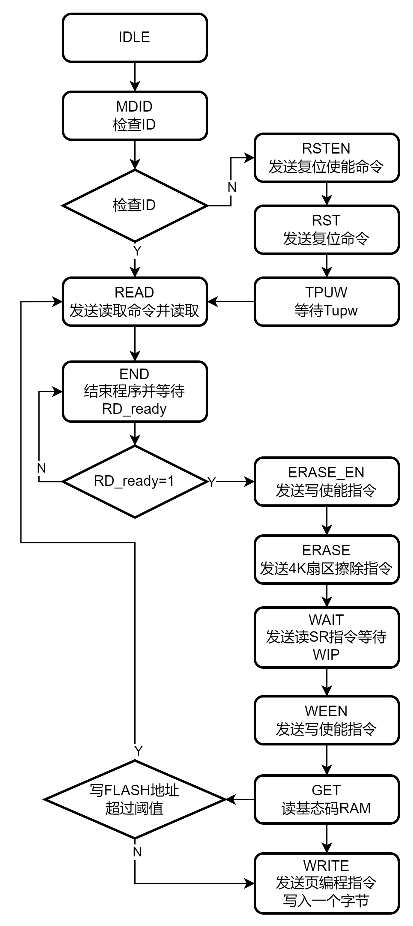 IDLE
MDID
检查ID
检查ID
N
Y
RSTEN
发送复位使能命令
RST
发送复位命令
TPUW
等待Tupw
READ
发送读取命令并读取
END
结束程序并等待
RD_ready
N
RD_ready=1
Y
ERASE_EN
发送写使能指令
ERASE
发送4K扇区擦除指令
WAIT
发送读SR指令等待
WIP
WEEN
发送写使能指令
GET
读基态码RAM
Y
写FLASH地址
超过阈值
N
WRITE
发送页编程指令
写入一个字节